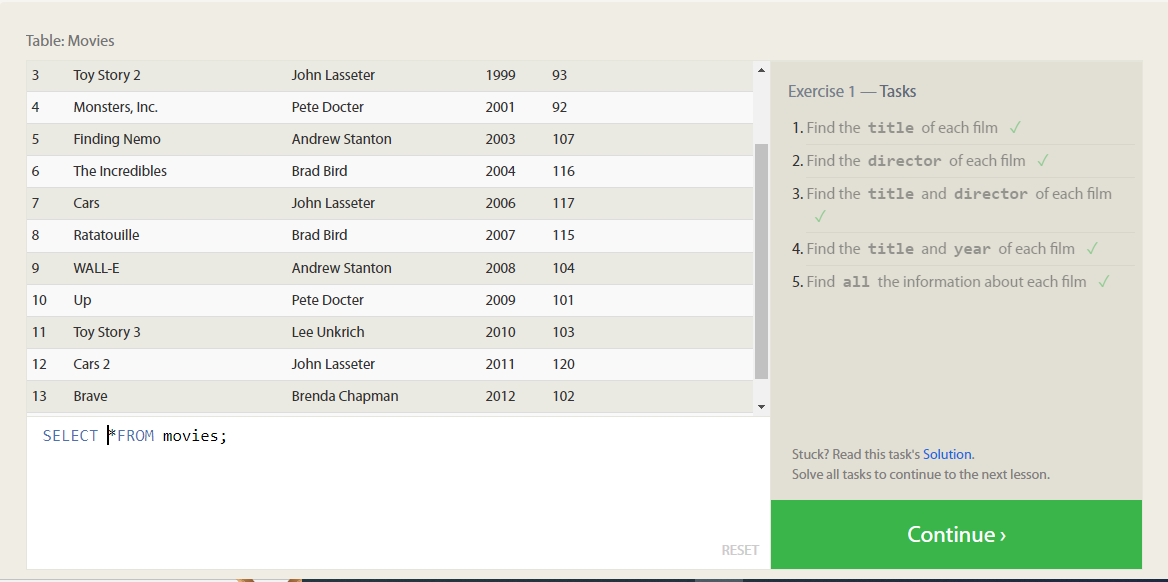 Table: Movies
3 Toy Story 2 John Lasseter 1999 93
4 Monsters, Inc. Pete Docter 2001 92
5 Finding Nemo Andrew Stanton 2003 107
6 The Incredibles Brad Bird 2004 116
7 Cars John Lasseter 2006 117
8 Ratatouille Brad Bird 2007 115
9 WALL-E Andrew Stanton 2008 104
10 Up Pete Docter 2009 101
11 Toy Story 3 Lee Unkrich 2010 103
12 Cars 2 John Lasseter 2011 120
13 Brave Brenda Chapman 2012 102
SELECT *FROM movies;
RESET
Exercise 1 — Tasks
1. Find the title of each film ✓
2. Find the director of each film ✓
3. Find the title and director of each film
✓
4. Find the title and year of each film ✓
5. Find all the information about each film ✓
Stuck? Read this task's Solution.
Solve all tasks to continue to the next lesson.
Continue ›